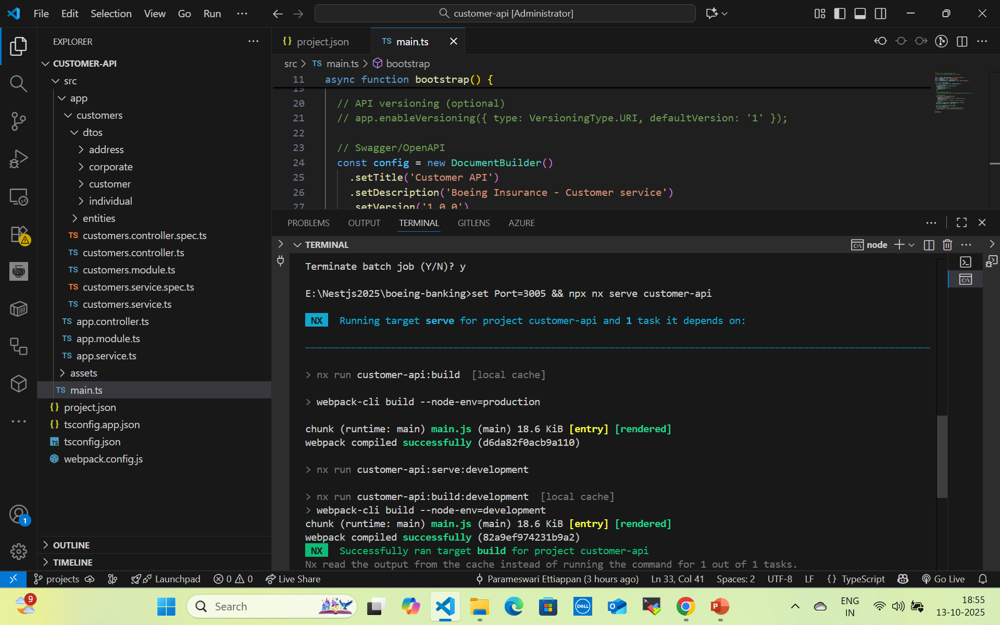 File Edit Selection View Go Run ···
customer-api [Administrator]
EXPLORER
CUSTOMER-API
src
app
customers
dtos
address
corporate
customer
individual
entities
TS customers.controller.spec.ts
TS customers.controller.ts
TS customers.module.ts
TS customers.service.spec.ts
TS customers.service.ts
TS app.controller.ts
TS app.module.ts
TS app.service.ts
assets
TS main.ts
{} project.json
{} tsconfig.app.json
TS tsconfig.json
webpack.config.js
OUTLINE
TIMELINE
1
{} project.json
TS main.ts
src > TS main.ts > bootstrap
11 async function bootstrap() {
19
20 // API versioning (optional)
21 // app.enableVersioning({ type: VersioningType.URI, defaultVersion: '1' });
22
23 // Swagger/OpenAPI
24 const config = new DocumentBuilder()
25 .setTitle('Customer API')
26 .setDescription('Boeing Insurance - Customer service')
27 .setVersion('1.0.0')
PROBLEMS OUTPUT TERMINAL GITLENS AZURE
TERMINAL
node
Terminate batch job (Y/N)? y
E:\Nestjs2025\boeing-banking>set Port=3005 && npx nx serve customer-api
NX Running target serve for project customer-api and 1 task it depends on:
> nx run customer-api:build [local cache]
> webpack-cli build --node-env=production
chunk (runtime: main) main.js (main) 18.6 KiB [entry] [rendered]
webpack compiled successfully (d6da82f0acb9a110)
> nx run customer-api:serve:development
> nx run customer-api:build:development [local cache]
> webpack-cli build --node-env=development
chunk (runtime: main) main.js (main) 18.6 KiB [entry] [rendered]
webpack compiled successfully (82a9ef974231b9a2)
NX Successfully ran target build for project customer-api
Nx read the output from the cache instead of running the command for 1 out of 1 tasks.
projects Launchpad 0 0 Live Share Parameswari Ettiappan (3 hours ago) Ln 33, Col 41 Spaces: 2 UTF-8 LF {} TypeScript Go Live
9
Search
DELL
ENG
IN
18:55
13-10-2025